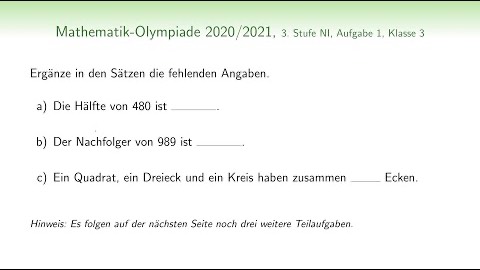 Mathematik-Olympiade 2020/2021, 3. Stufe NI, Aufgabe 1, Klasse 3
Ergänze in den Sätzen die fehlenden Angaben.
a) Die Hälfte von 480 ist ________.
b) Der Nachfolger von 989 ist ________.
c) Ein Quadrat, ein Dreieck und ein Kreis haben zusammen _____ Ecken.
Hinweis: Es folgen auf der nächsten Seite noch drei weitere Teilaufgaben.